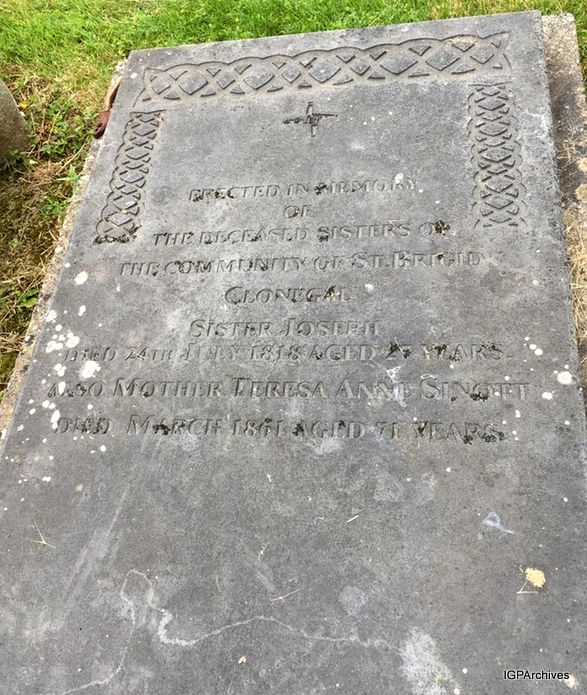 ERECTED IN MEMORY
OF
THE DECEASED SISTERS OF
THE COMMUNITY OF ST. BRIGID
CLONEGAL
SISTER JOSEPH
DIED 24TH JULY 1818 AGED YEARS.
ALSO MOTHER TERESA ANNE SINOTT
DIED MARCH 1861 AGED 71 YEARS.
IGPArchives